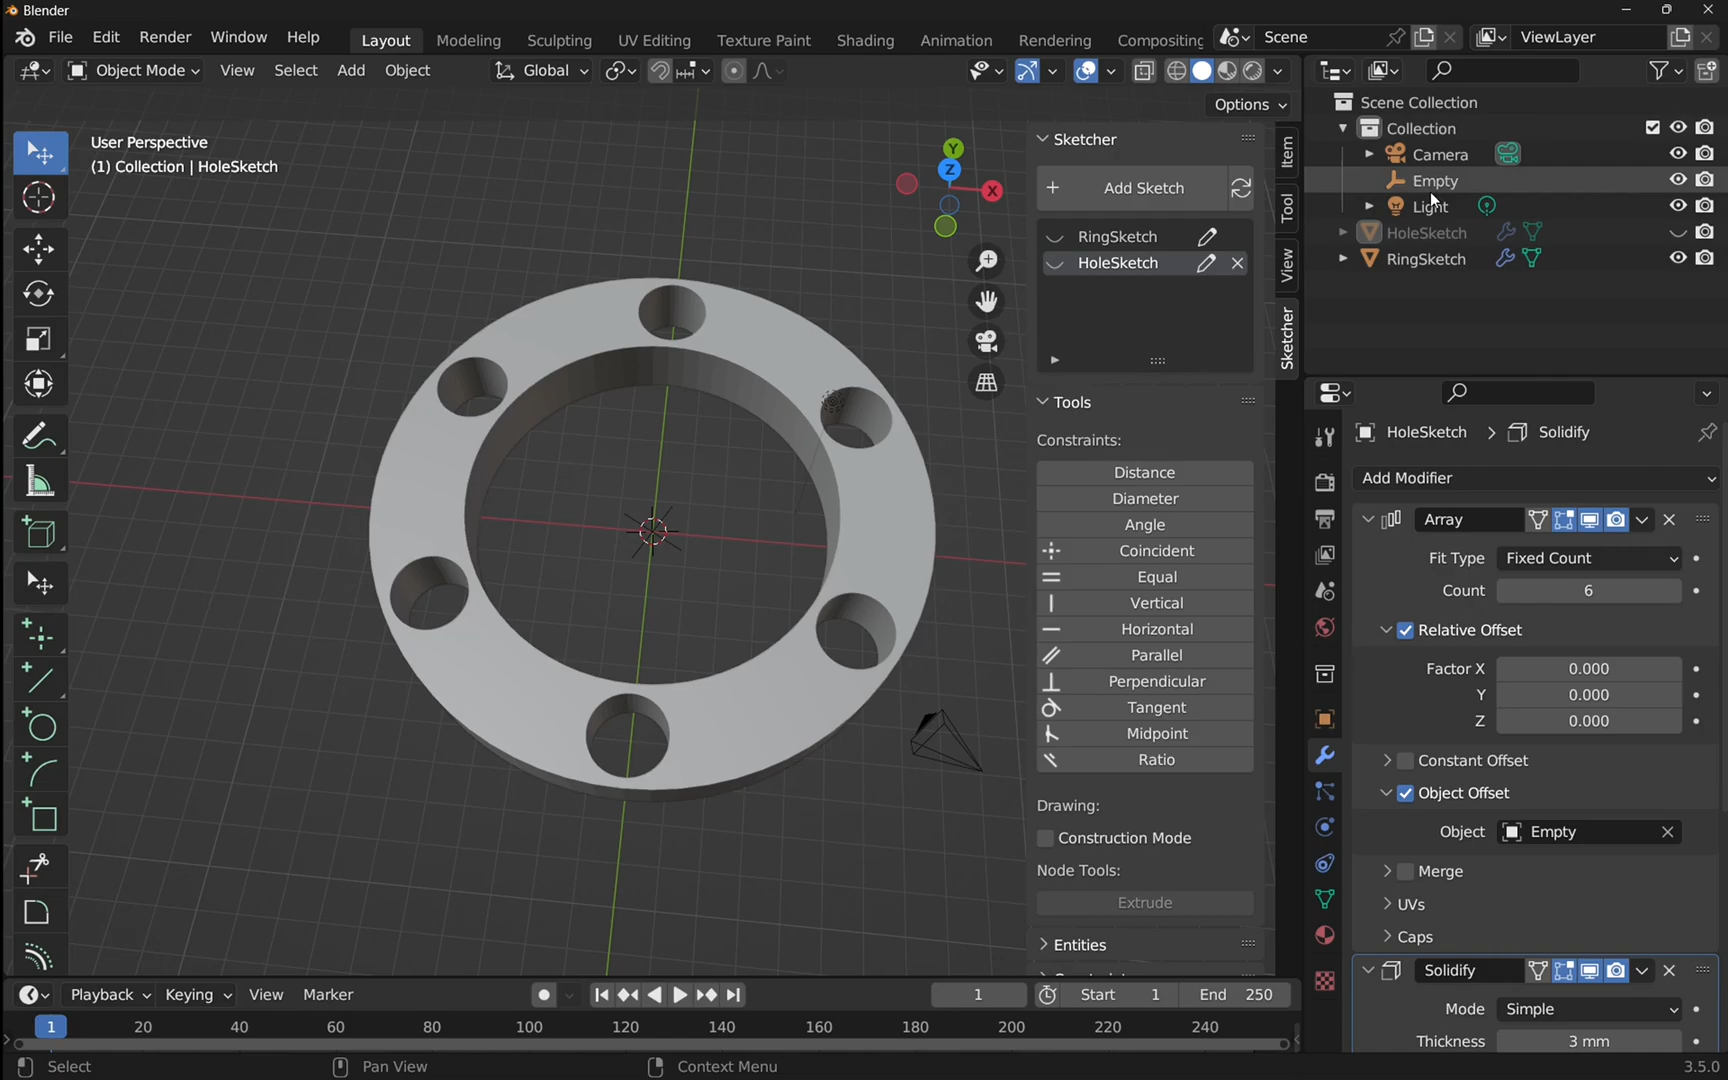 Blender
File Edit Render Window Help
Layout Modeling Sculpting UV Editing Texture Paint Shading Animation Rendering Compositing
Scene
ViewLayer
Object Mode View Select Add Object
Global
Options
User Perspective
(1) Collection | HoleSketch
Y
Z
X
Sketcher
Add Sketch
RingSketch
HoleSketch
Tools
Constraints:
Distance
Diameter
Angle
Coincident
Equal
Vertical
Horizontal
Parallel
Perpendicular
Tangent
Midpoint
Ratio
Drawing:
Construction Mode
Node Tools:
Extrude
Entities
Item
Tool
View
Sketcher
Scene Collection
Collection
Camera
Empty
Light
HoleSketch
RingSketch
HoleSketch > Solidify
Add Modifier
Array
Fit Type Fixed Count
Count 6
Relative Offset
Factor X 0.000
Y 0.000
Z 0.000
Constant Offset
Object Offset
Object Empty
Merge
UVs
Caps
Solidify
Mode Simple
Thickness 3 mm
Playback Keying View Marker
1
Start 1
End 250
1 20 40 60 80 100 120 140 160 180 200 220 240
Select
Pan View
Context Menu
3.5.0